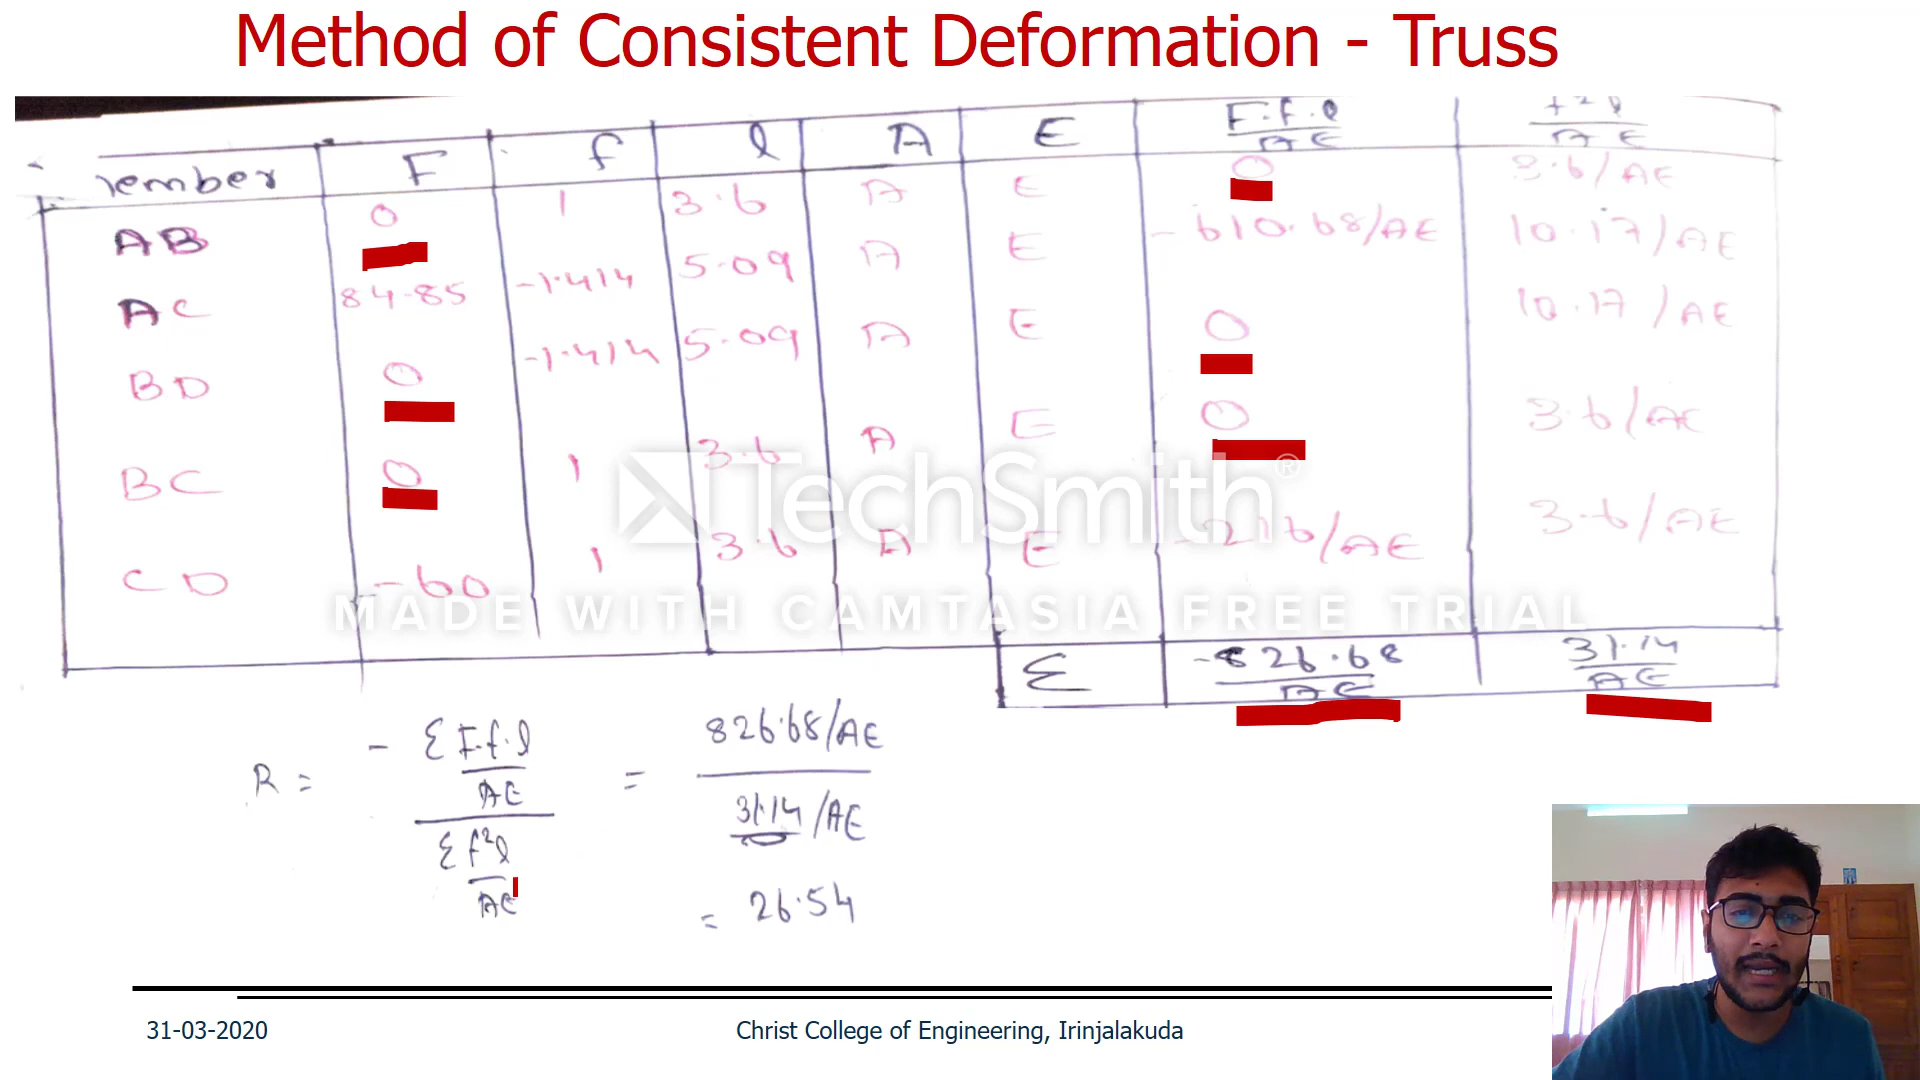 Method of Consistent Deformation - Truss
member F f l A E F.f.l/AE f²l/AE
AB 0 1 3.6 A E 0 3.6/AE
AC 84.85 -1.414 5.09 A E -610.68/AE 10.17/AE
BD 0 -1.414 5.09 A E 0 10.17/AE
BC 0 1 3.6 A E 0 3.6/AE
CD -60 1 3.6 A E -216/AE 3.6/AE
Σ -826.68/AE 31.14/AE
TechSmith®
MADE WITH CAMTASIA FREE TRIAL
R = - Σ F.f.l/AE / Σ f²l/AE = 826.68/AE / 31.14/AE
= 26.54
31-03-2020
Christ College of Engineering, Irinjalakuda